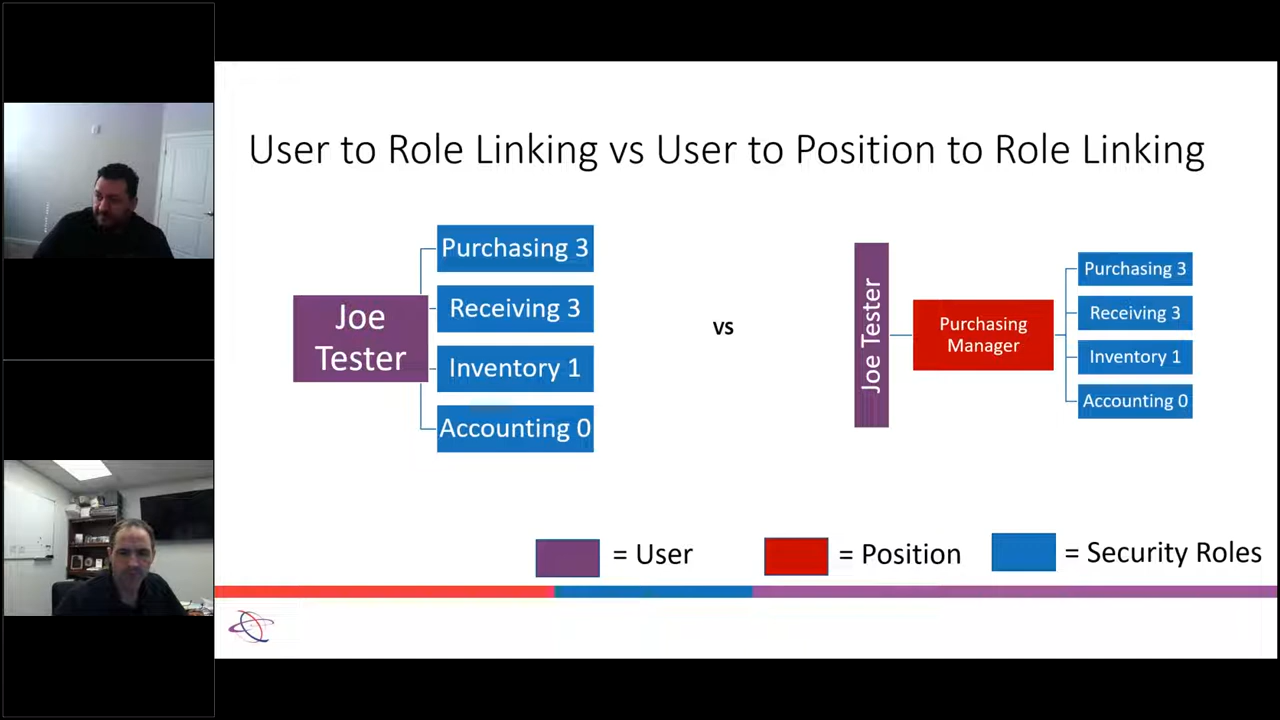 User to Role Linking vs User to Position to Role Linking
Joe
Tester
Purchasing 3
Receiving 3
Inventory 1
Accounting 0
vs
Joe Tester
Purchasing
Manager
Purchasing 3
Receiving 3
Inventory 1
Accounting 0
= User
= Position
= Security Roles